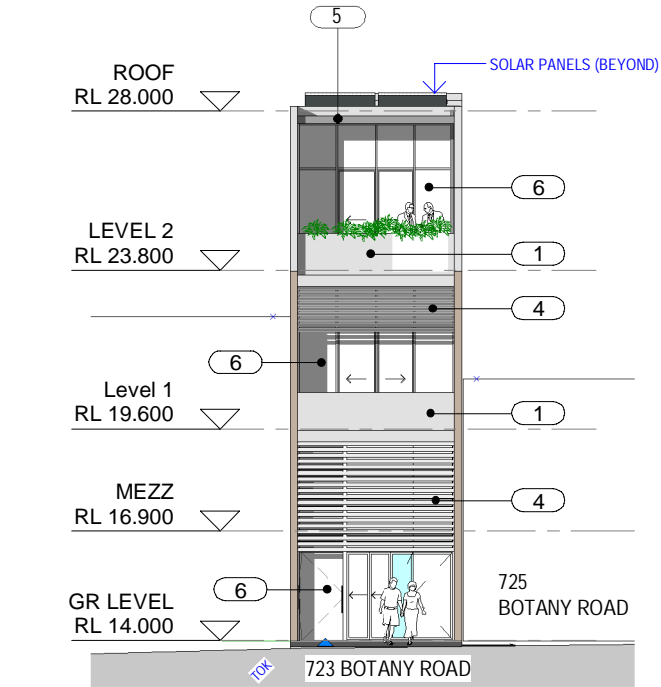 5
SOLAR PANELS (BEYOND)
ROOF
RL 28.000
6
LEVEL 2
RL 23.800
1
4
6
Level 1
RL 19.600
1
MEZZ
RL 16.900
4
6
GR LEVEL
RL 14.000
725
BOTANY ROAD
TOK
723 BOTANY ROAD